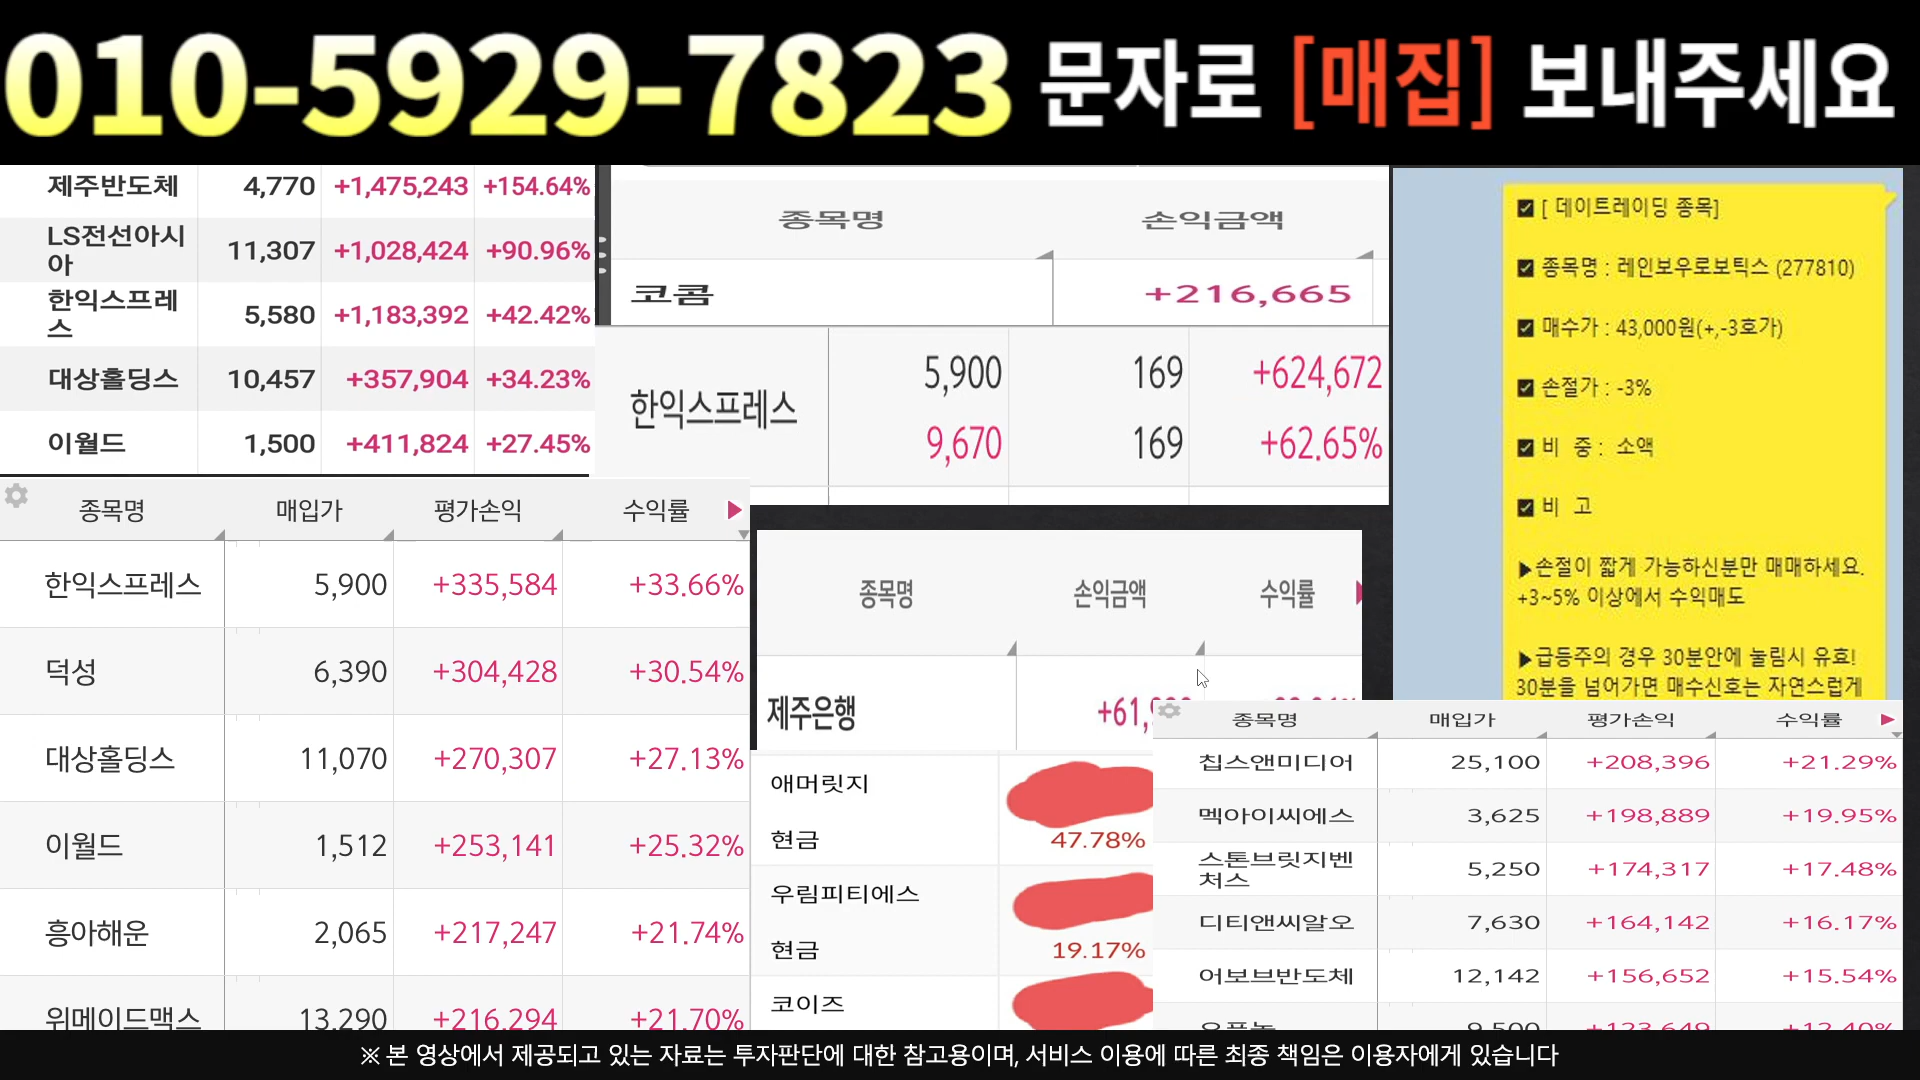 010-5929-7823 문자로 [매집] 보내주세요
제주반도체 4,770 +1,475,243 +154.64%
LS전선아시
아 11,307 +1,028,424 +90.96%
한익스프레
스 5,580 +1,183,392 +42.42%
대상홀딩스 10,457 +357,904 +34.23%
이월드 1,500 +411,824 +27.45%
종목명 손익금액
코콤 +216,665
한익스프레스
5,900 169 +624,672
9,670 169 +62.65%
☑ [ 데이트레이딩 종목]
☑ 종목명 : 레인보우로보틱스 (277810)
☑ 매수가 : 43,000원(+,-3호가)
☑ 손절가 : -3%
☑ 비 중 : 소액
☑ 비 고
▶손절이 짧게 가능하신분만 매매하세요.
+3~5% 이상에서 수익매도
▶급등주의 경우 30분안에 눌림시 유효!
30분을 넘어가면 매수신호는 자연스럽게
종목명 매입가 평가손익 수익률
한익스프레스 5,900 +335,584 +33.66%
덕성 6,390 +304,428 +30.54%
대상홀딩스 11,070 +270,307 +27.13%
이월드 1,512 +253,141 +25.32%
흥아해운 2,065 +217,247 +21.74%
위메이드맥스 13,290 +216,294 +21.70%
종목명 손익금액 수익률
제주은행 +61,
애머릿지
현금 47.78%
우림피티에스
현금 19.17%
코이즈
종목명 매입가 평가손익 수익률
칩스앤미디어 25,100 +208,396 +21.29%
멕아이씨에스 3,625 +198,889 +19.95%
스톤브릿지벤
처스 5,250 +174,317 +17.48%
디티앤씨알오 7,630 +164,142 +16.17%
어보브반도체 12,142 +156,652 +15.54%
※ 본 영상에서 제공되고 있는 자료는 투자판단에 대한 참고용이며, 서비스 이용에 따른 최종 책임은 이용자에게 있습니다